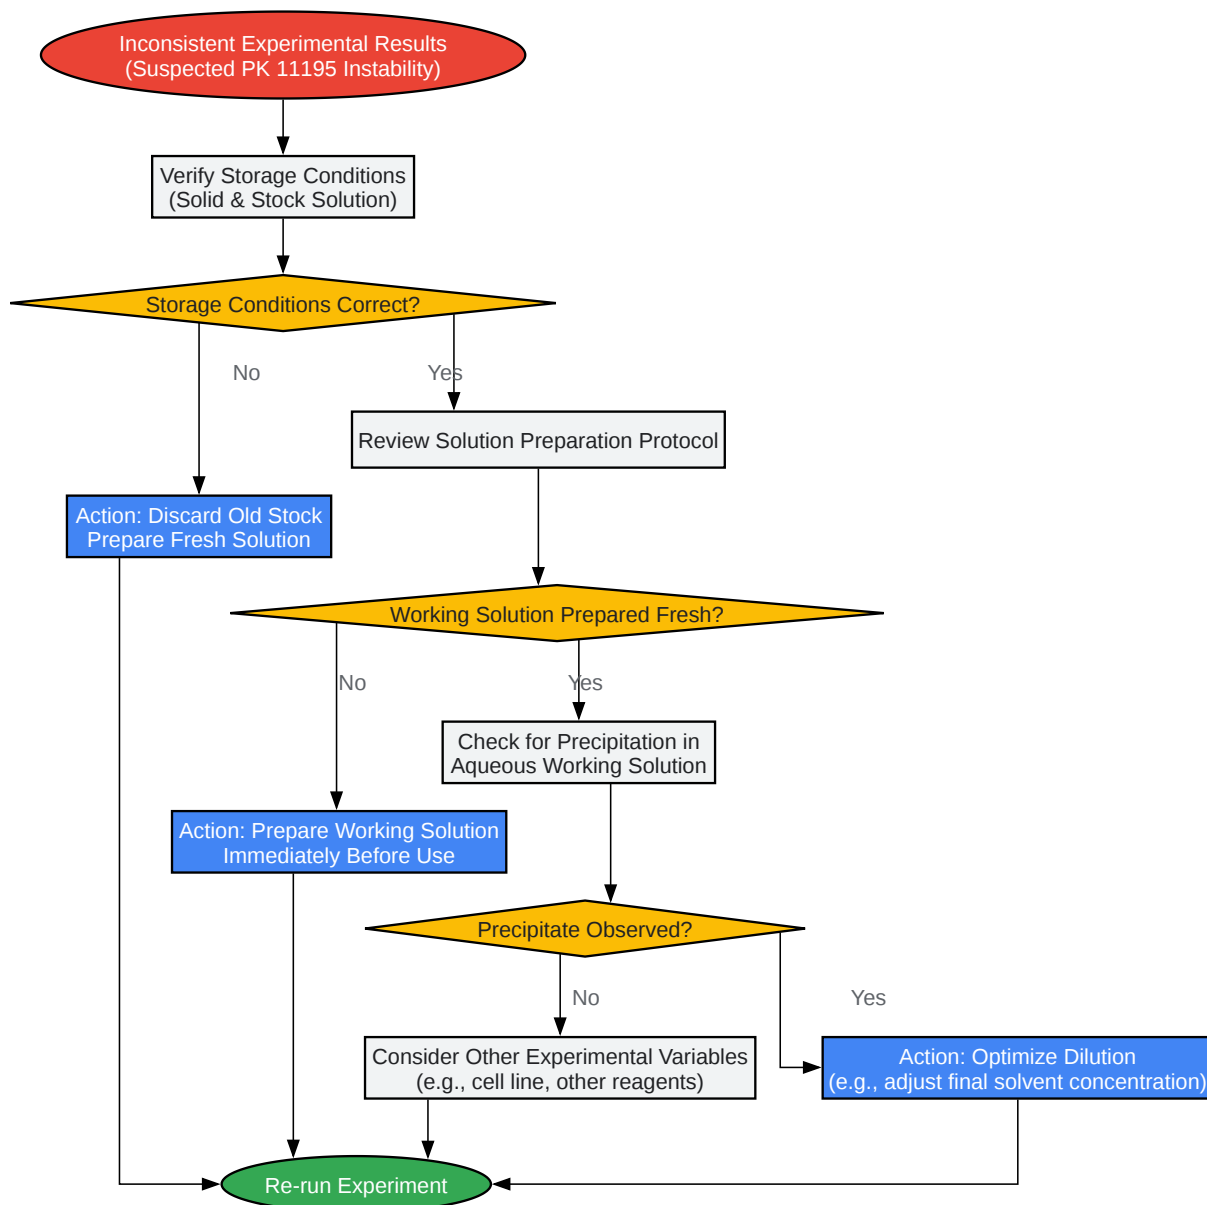 Inconsistent Experimental Results
(Suspected PK 11195 Instability)
Verify Storage Conditions
(Solid & Stock Solution)
Storage Conditions Correct?
No
Yes
Review Solution Preparation Protocol
Action: Discard Old Stock
Prepare Fresh Solution
Working Solution Prepared Fresh?
No
Yes
Check for Precipitation in
Aqueous Working Solution
Action: Prepare Working Solution
Immediately Before Use
Precipitate Observed?
No
Yes
Consider Other Experimental Variables
(e.g., cell line, other reagents)
Action: Optimize Dilution
(e.g., adjust final solvent concentration)
Re-run Experiment